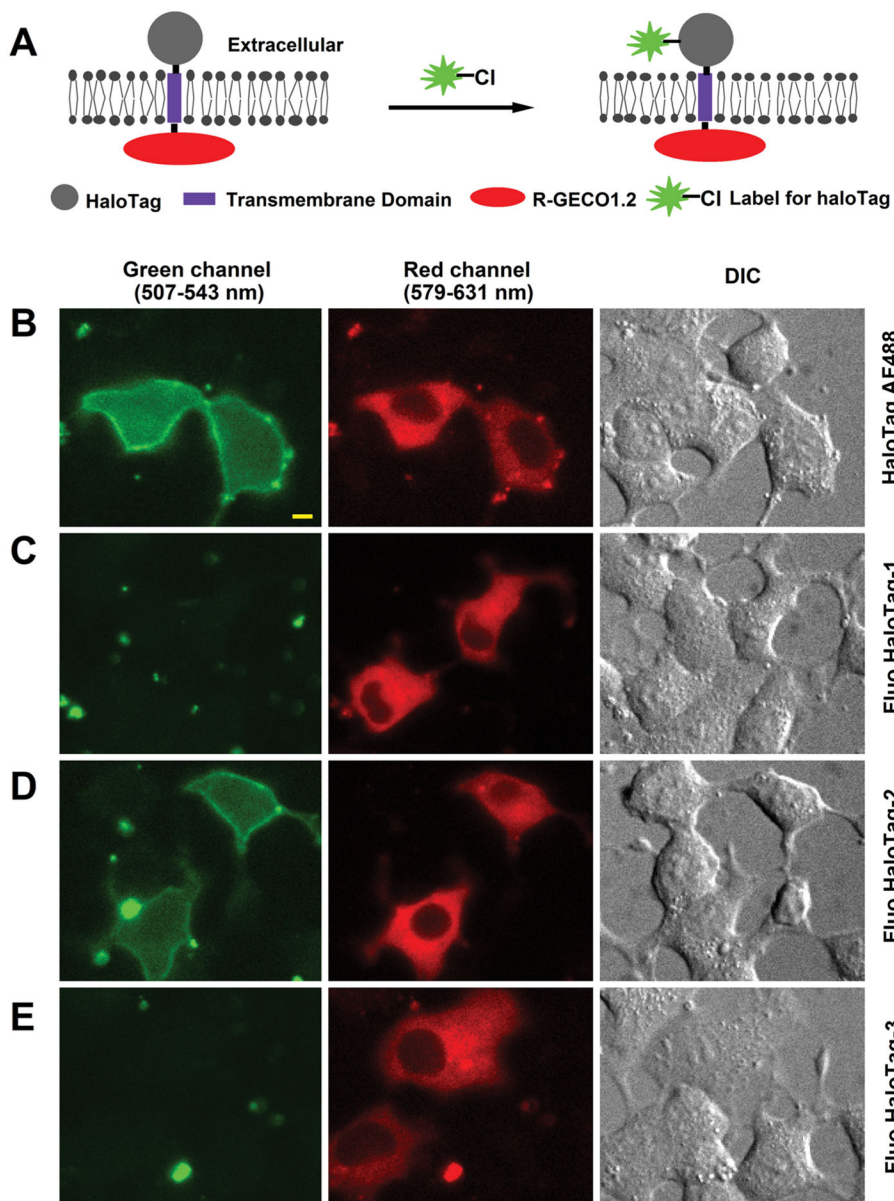 A
Extracellular
Cl
HaloTag
Transmembrane Domain
R-GECO1.2
Cl Label for haloTag
Green channel
(507-543 nm)
Red channel
(579-631 nm)
DIC
B
HaloTag AF488
C
Fluo HaloTag-1
D
Fluo HaloTag-2
E
Fluo HaloTag-3